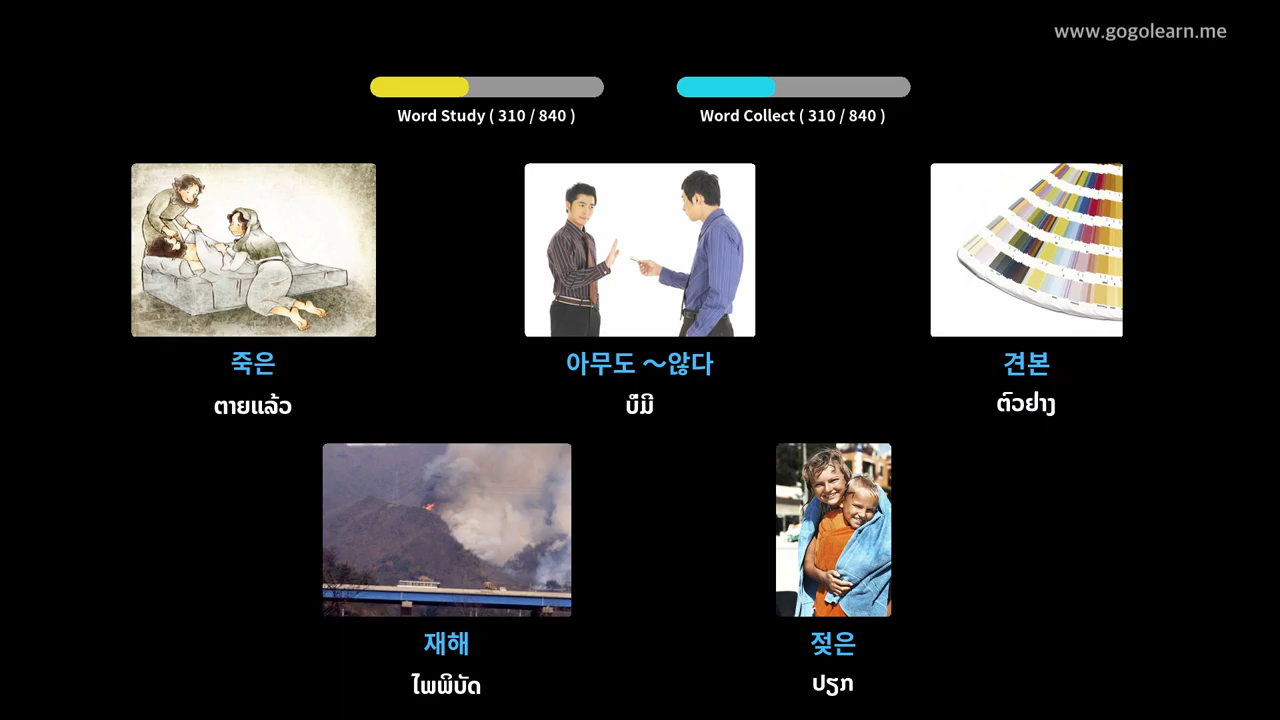 www.gogolearn.me
Word Study ( 310 / 840 )
Word Collect ( 310 / 840 )
죽은
ຕາຍແລ້ວ
아무도 ～않다
ບໍ່ມີ
견본
ຕົວຢ່າງ
재해
ໄພພິບັດ
젖은
ປຽກ